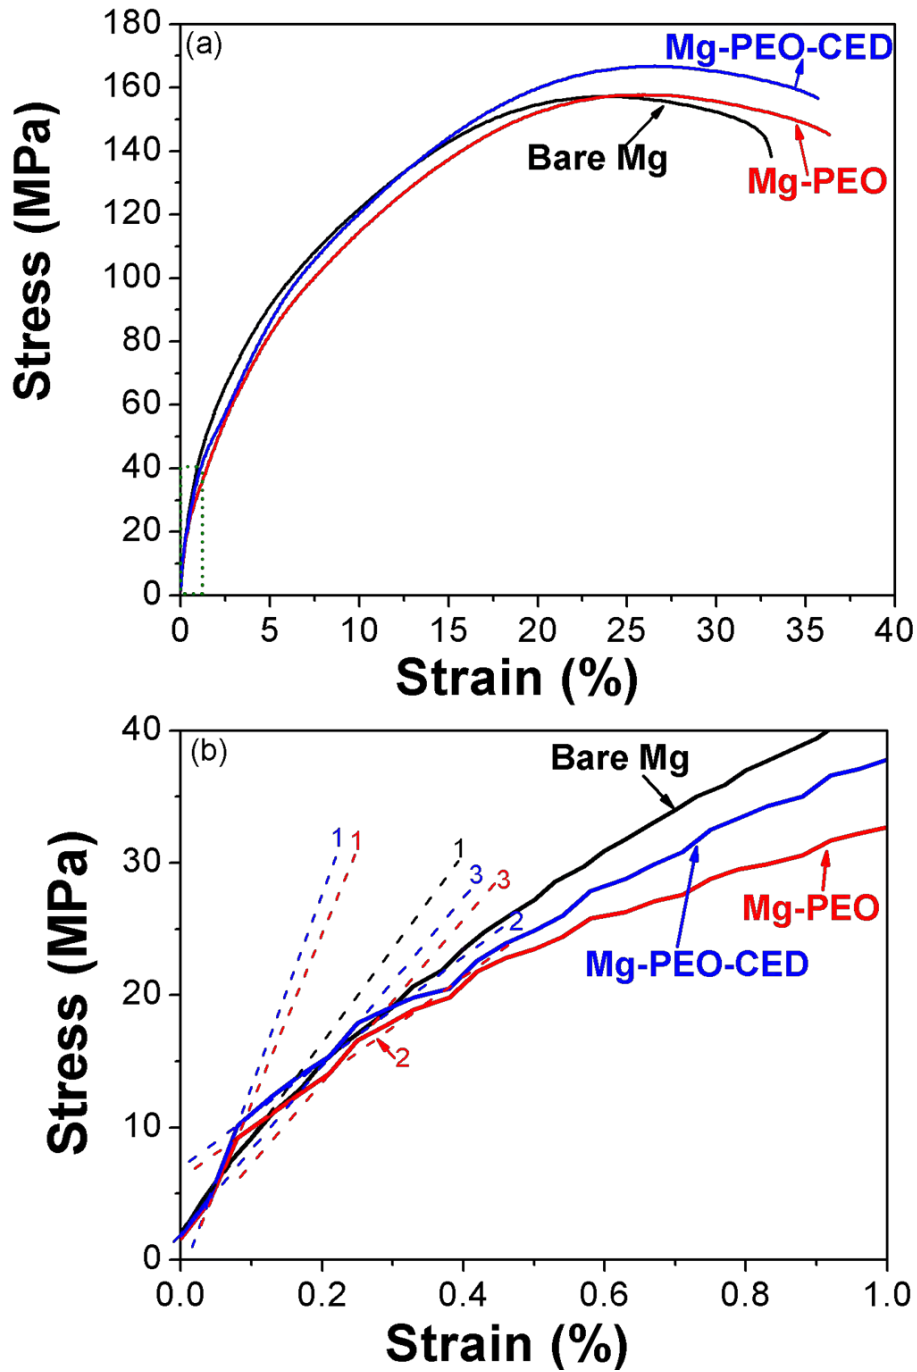 (a)
Mg-PEO-CED
Bare Mg
Mg-PEO
180
160
140
120
100
80
60
40
20
0
Stress (MPa)
0 5 10 15 20 25 30 35 40
Strain (%)
(b)
Bare Mg
1 1 1
3 3
2
Mg-PEO
Mg-PEO-CED
2
40
30
20
10
0
Stress (MPa)
0.0 0.2 0.4 0.6 0.8 1.0
Strain (%)